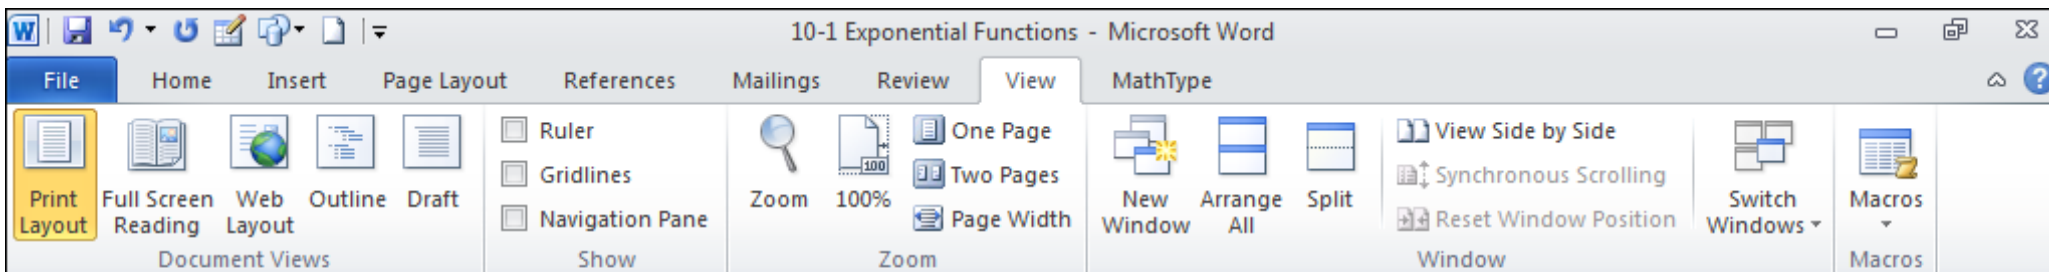 10-1 Exponential Functions - Microsoft Word
File Home Insert Page Layout References Mailings Review View MathType
Print Layout
Full Screen Reading
Web Layout
Outline
Draft
Document Views
Ruler
Gridlines
Navigation Pane
Show
Zoom
100%
One Page
Two Pages
Page Width
Zoom
New Window
Arrange All
Split
View Side by Side
Synchronous Scrolling
Reset Window Position
Switch Windows
Window
Macros
Macros